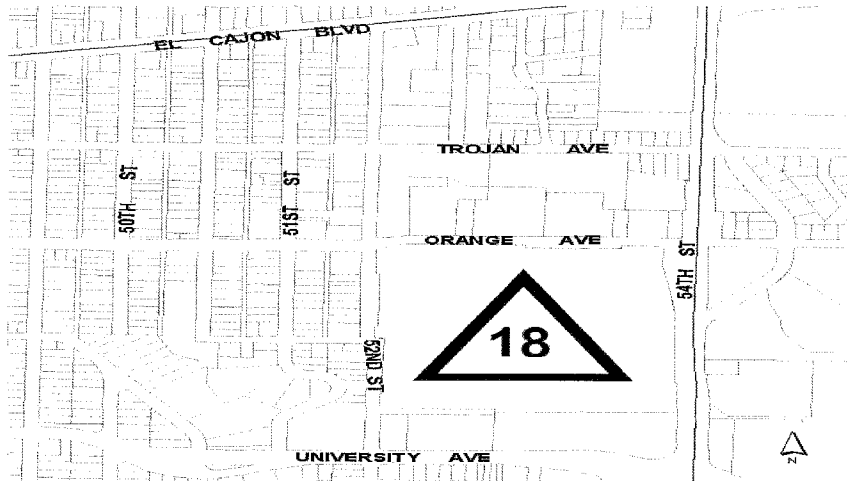 EL CAJON BLVD
TROJAN AVE
50TH ST
51ST ST
ORANGE AVE
54TH ST
18
52ND ST
UNIVERSITY AVE
N